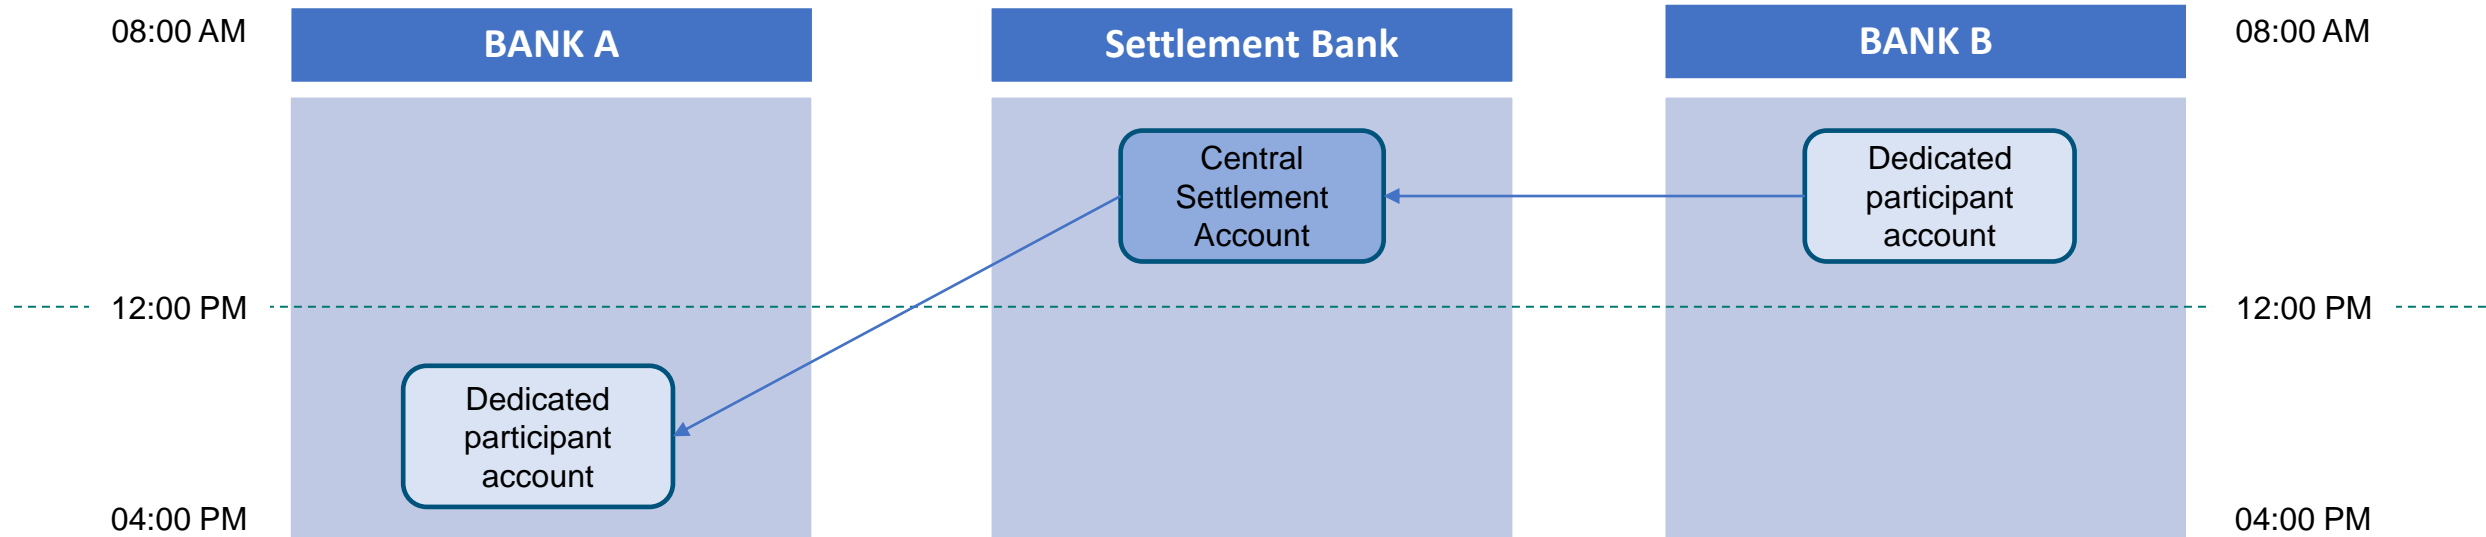 08:00 AM
BANK A
Settlement Bank
BANK B
08:00 AM
Central
Settlement
Account
Dedicated
participant
account
12:00 PM
12:00 PM
Dedicated
participant
account
04:00 PM
04:00 PM